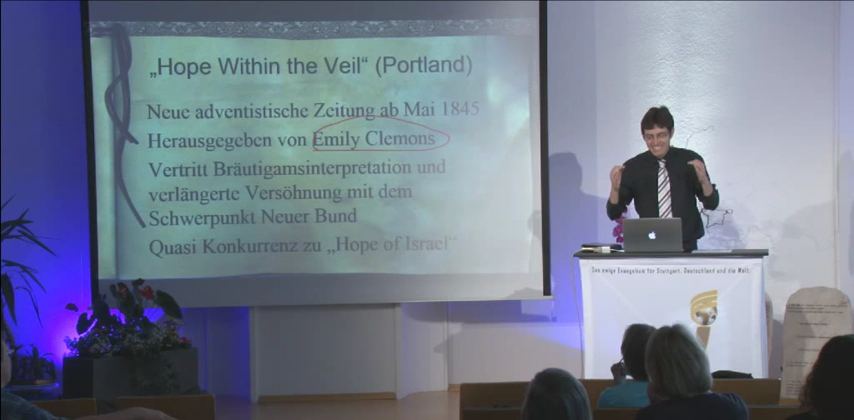 „Hope Within the Veil“ (Portland)
Neue adventistische Zeitung ab Mai 1845
Herausgegeben von Emily Clemons
Vertritt Bräutigamsinterpretation und
verlängerte Versöhnung mit dem
Schwerpunkt Neuer Bund
Quasi Konkurrenz zu „Hope of Israel“
Das ewige Evangelium für Stuttgart, Deutschland und die Welt